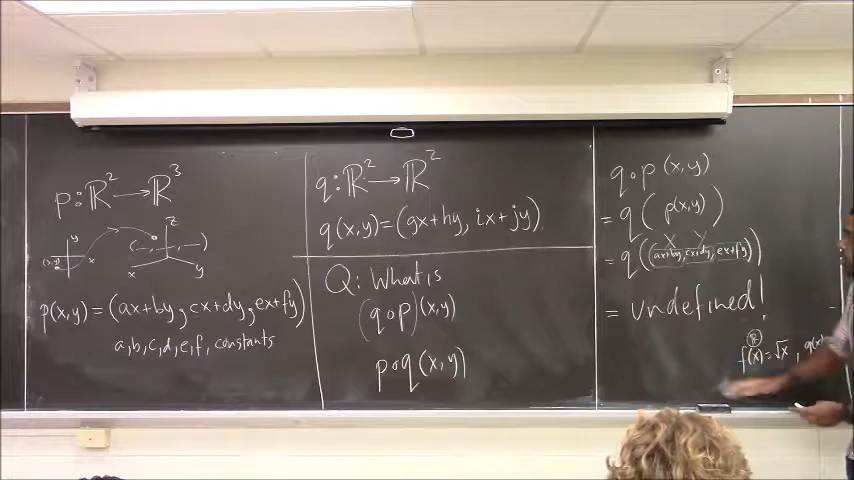 p: ℝ² → ℝ³
z
y
x
(—, —, —)
x
y
p(x,y) = (ax+by, cx+dy, ex+fy)
a,b,c,d,e,f, constants
q: ℝ² → ℝ²
q(x,y) = (gx+hy, ix+jy)
Q: What is
(q∘p)(x,y)
p∘q(x,y)
q∘p(x,y)
= q(p(x,y))
x y
= q((ax+by, cx+dy, ex+fy))
= undefined!
ℝ
f(x)=√x, g(x)